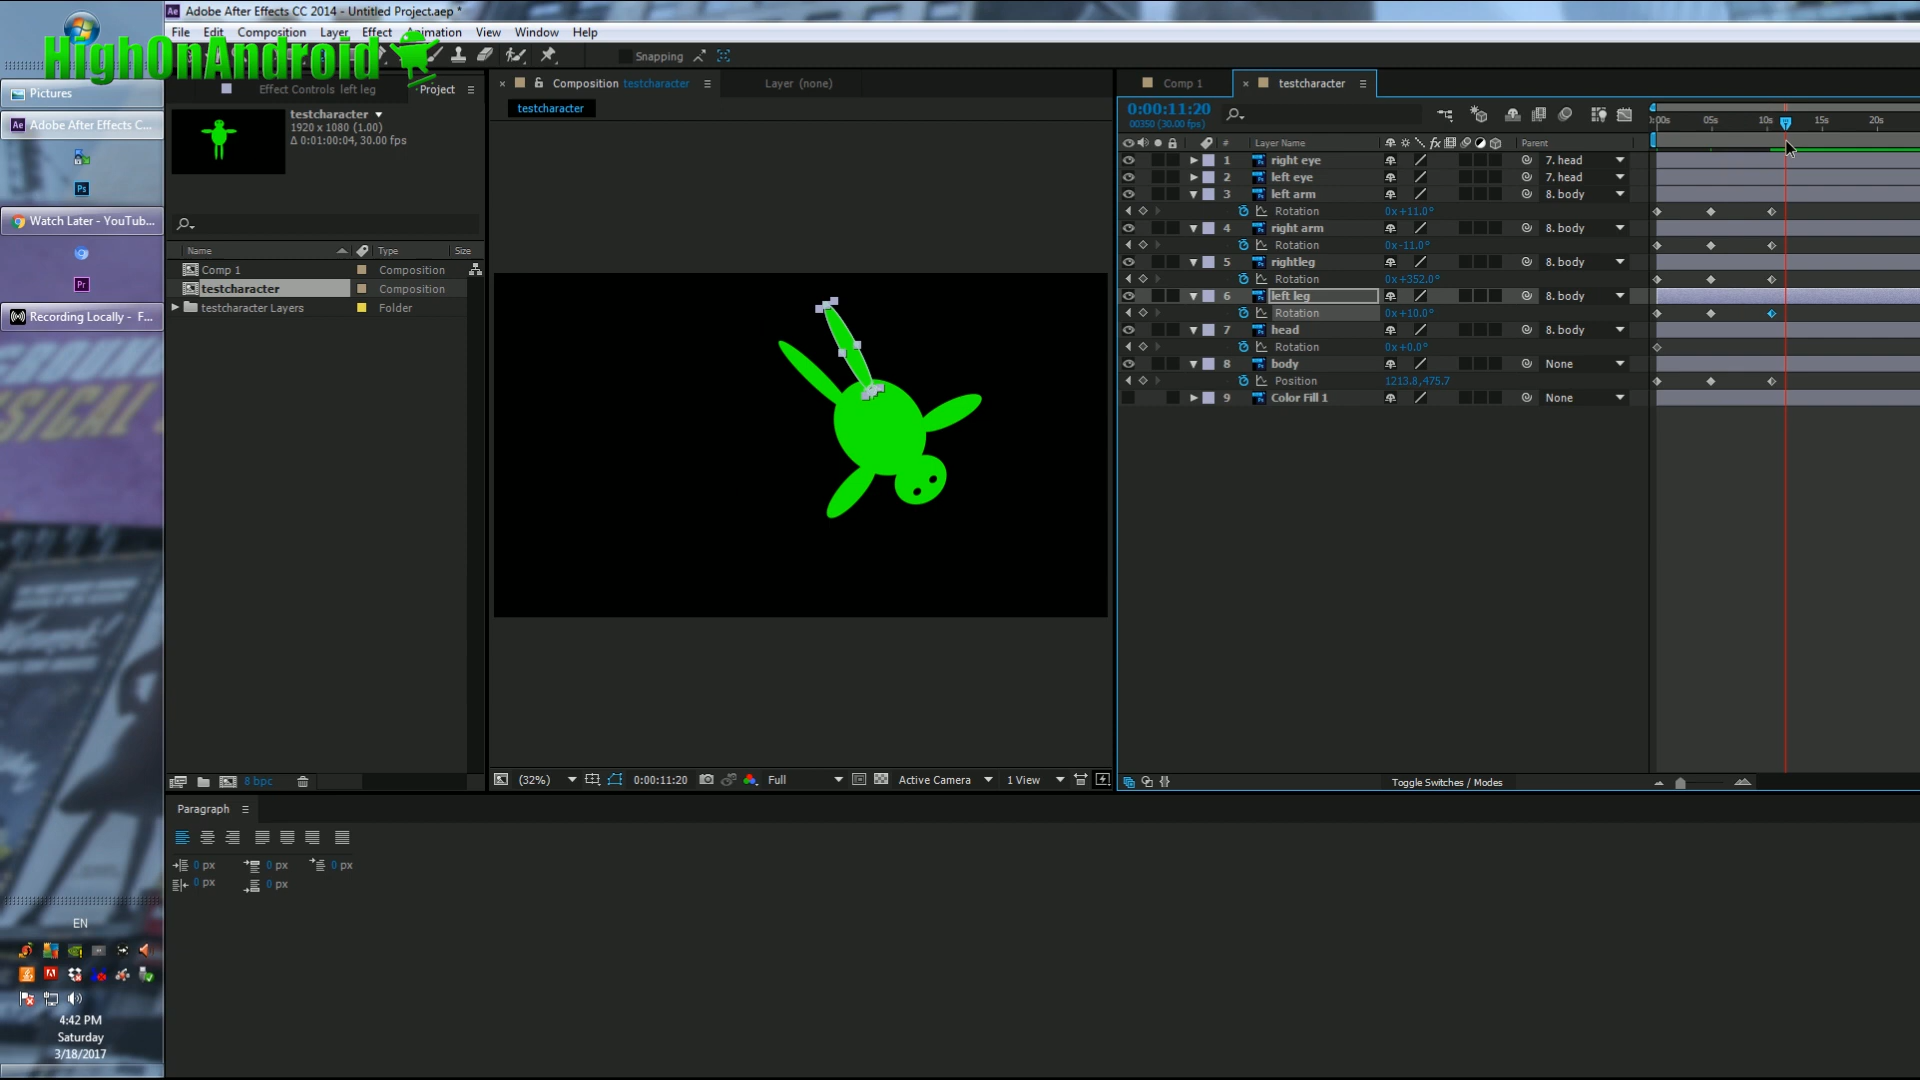 Adobe After Effects CC 2014 - Untitled Project.aep *
File Edit Composition Layer Effect Animation View Window Help
HighOnAndroid
Snapping
Pictures
Adobe After Effects C...
Ps
Watch Later - YouTub...
Pr
Recording Locally - F...
Effect Controls left leg
Project
testcharacter
1920 x 1080 (1.00)
Δ 0:01:00:04, 30.00 fps
Name Type Size
Comp 1 Composition
testcharacter Composition
testcharacter Layers Folder
8 bpc
Composition testcharacter
Layer (none)
testcharacter
(32%) 0:00:11:20 Full Active Camera 1 View
Comp 1
testcharacter
0:00:11:20
00350 (30.00 fps)
0:00s 05s 10s 15s 20s
# Layer Name Parent
1 right eye 7. head
2 left eye 7. head
3 left arm 8. body
Rotation 0x+11.0°
4 right arm 8. body
Rotation 0x-11.0°
5 rightleg 8. body
Rotation 0x+352.0°
6 left leg 8. body
Rotation 0x+10.0°
7 head 8. body
Rotation 0x+0.0°
8 body None
Position 1213.8,475.7
9 Color Fill 1 None
Toggle Switches / Modes
Paragraph
0 px 0 px 0 px
0 px 0 px
EN
4:42 PM
Saturday
3/18/2017